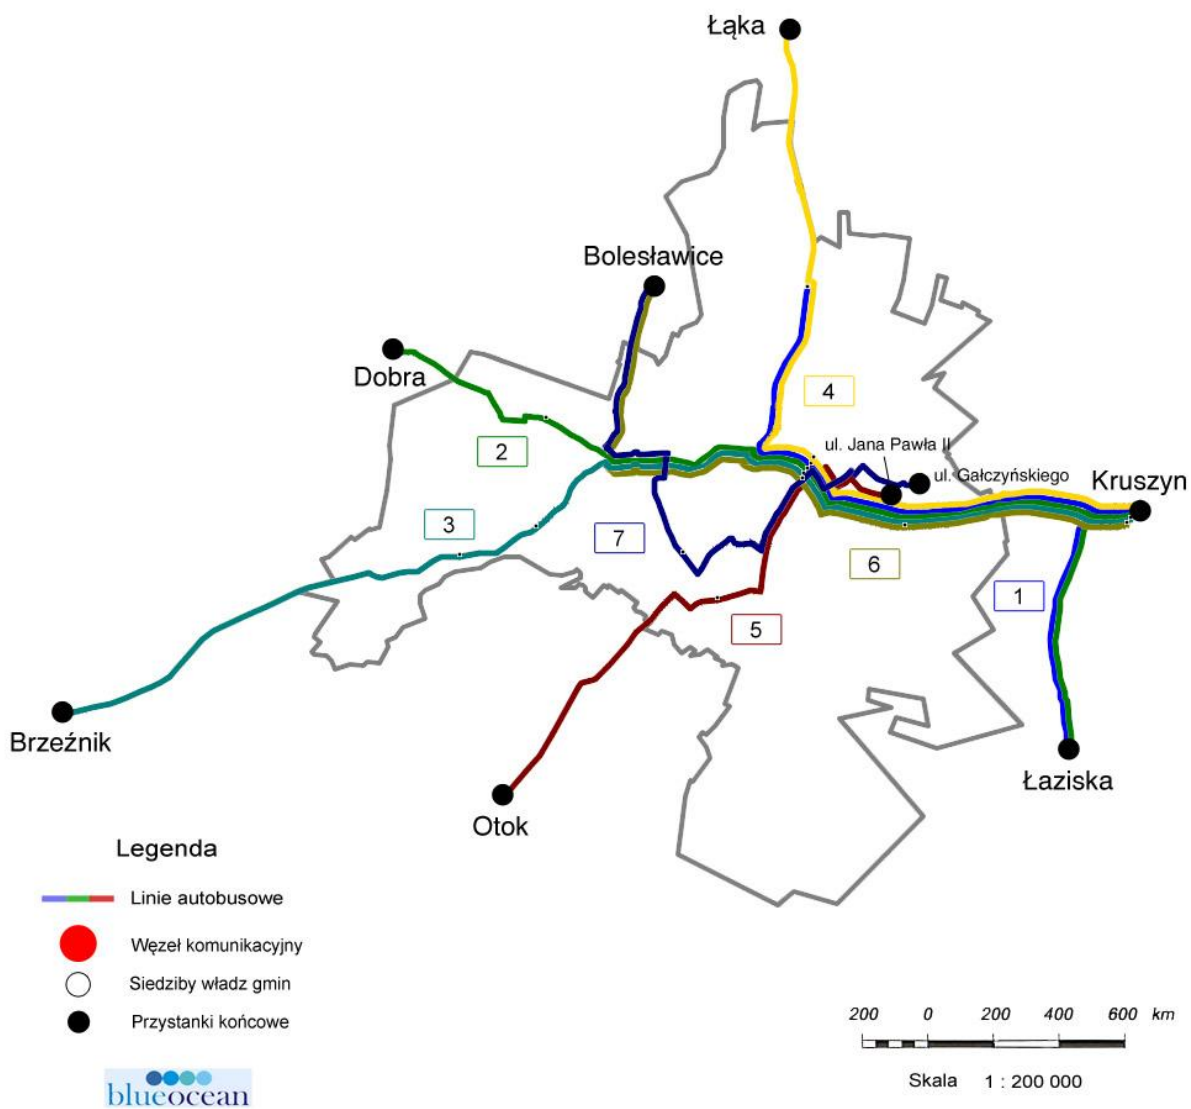 Łąka
Bolesławice
Dobra
4
ul. Jana Pawła II
2
ul. Gałczyńskiego
Kruszyn
3
7
6
1
5
Brzeźnik
Łaziska
Otok
Legenda
Linie autobusowe
Węzeł komunikacyjny
Siedziby władz gmin
Przystanki końcowe
200 0 200 400 600 km
Skala 1 : 200 000
blueocean